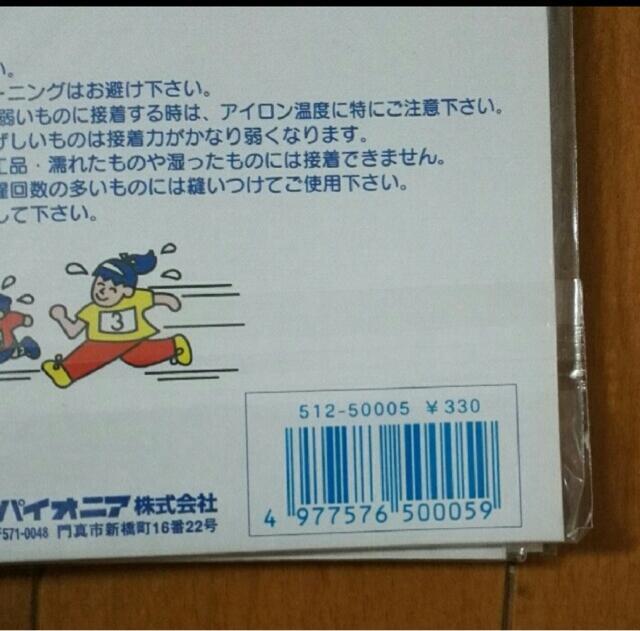 い。
ーニングはお避け下さい。
弱いものに接着する時は、アイロン温度に特にご注意下さい。
げしいものは接着力がかなり弱くなります。
工品・濡れたものや湿ったものには接着できません。
濯回数の多いものには縫いつけてご使用下さい。
して下さい。
3
512-50005 ¥330
4 977576 500059
パイオニア株式会社
〒571-0048 門真市新橋町16番22号